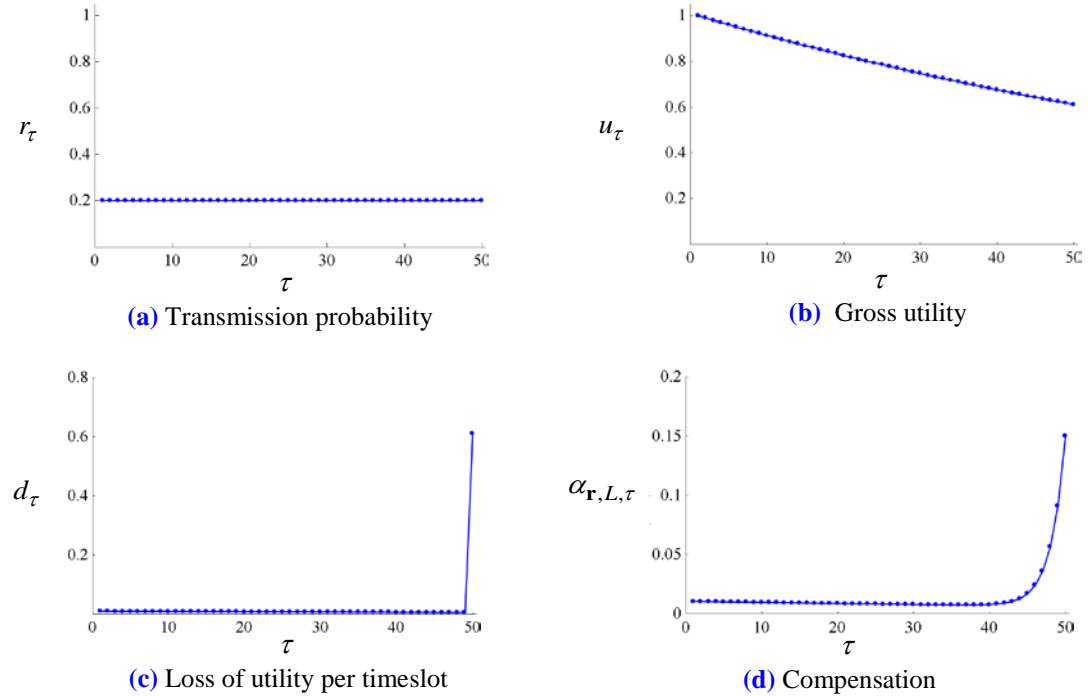 1
0.8
0.6
0.4
0.2
r_τ
0 10 20 30 40 50
τ
(a) Transmission probability
1
0.8
0.6
0.4
0.2
u_τ
0 10 20 30 40 50
τ
(b) Gross utility
0.8
0.6
0.4
0.2
d_τ
0 10 20 30 40 50
τ
(c) Loss of utility per timeslot
0.2
0.15
0.1
0.05
0
α_r,L,τ
0 10 20 30 40 50
τ
(d) Compensation